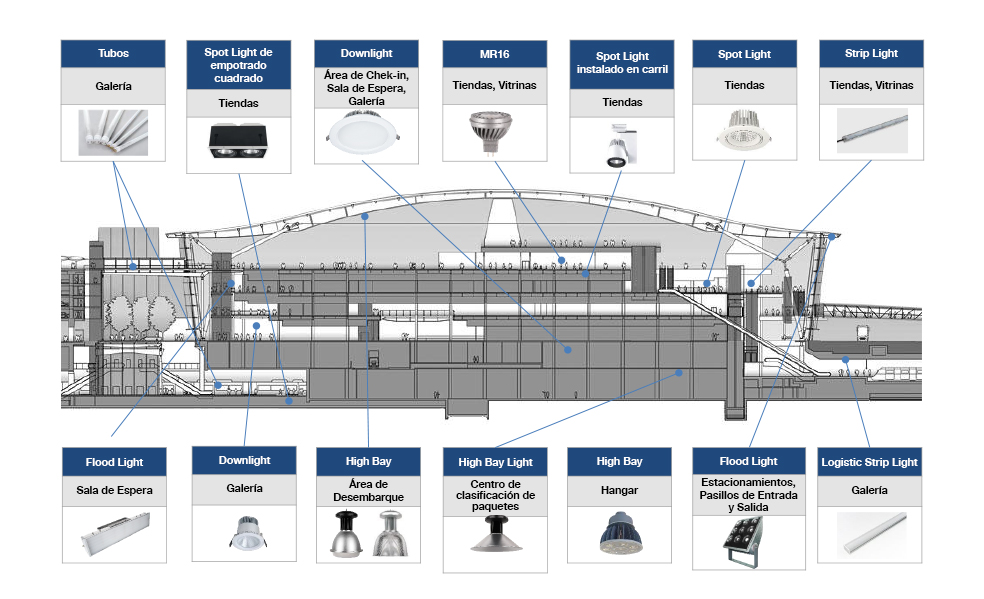 Tubos
Galería
Spot Light de
empotrado
cuadrado
Tiendas
Downlight
Área de Chek-in,
Sala de Espera,
Galería
MR16
Tiendas, Vitrinas
Spot Light
instalado en carril
Tiendas
Spot Light
Tiendas
Strip Light
Tiendas, Vitrinas
Flood Light
Sala de Espera
Downlight
Galería
High Bay
Área de
Desembarque
High Bay Light
Centro de
clasificación de
paquetes
High Bay
Hangar
Flood Light
Estacionamientos,
Pasillos de Entrada
y Salida
Logistic Strip Light
Galería